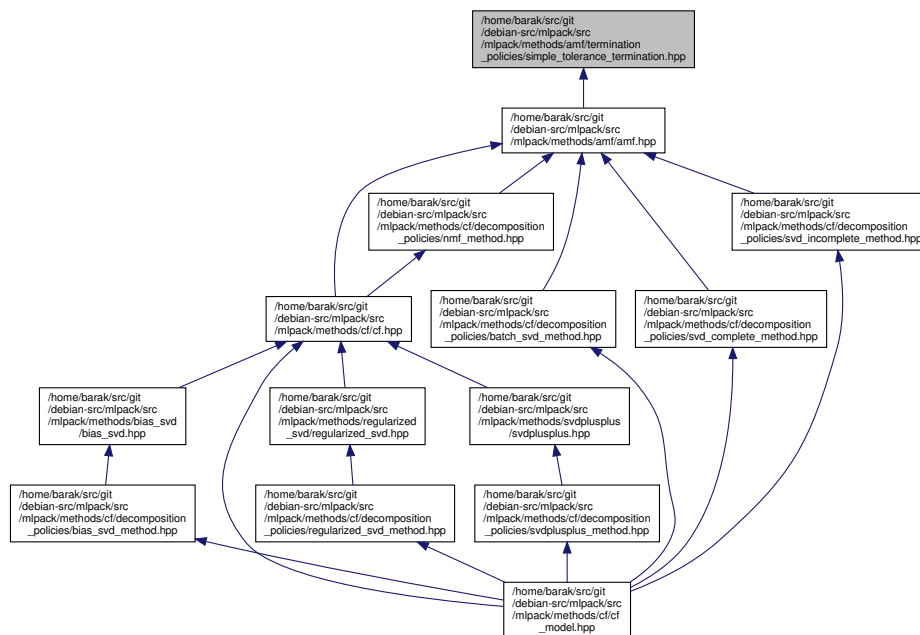 /home/barak/src/git
/debian-src/mlpack/src
/mlpack/methods/amf/termination
_policies/simple_tolerance_termination.hpp
/home/barak/src/git
/debian-src/mlpack/src
/mlpack/methods/amf/amf.hpp
/home/barak/src/git
/debian-src/mlpack/src
/mlpack/methods/cf/decomposition
_policies/nmf_method.hpp
/home/barak/src/git
/debian-src/mlpack/src
/mlpack/methods/cf/decomposition
_policies/svd_incomplete_method.hpp
/home/barak/src/git
/debian-src/mlpack/src
/mlpack/methods/cf/cf.hpp
/home/barak/src/git
/debian-src/mlpack/src
/mlpack/methods/cf/decomposition
_policies/batch_svd_method.hpp
/home/barak/src/git
/debian-src/mlpack/src
/mlpack/methods/cf/decomposition
_policies/svd_complete_method.hpp
/home/barak/src/git
/debian-src/mlpack/src
/mlpack/methods/bias_svd
/bias_svd.hpp
/home/barak/src/git
/debian-src/mlpack/src
/mlpack/methods/regularized
_svd/regularized_svd.hpp
/home/barak/src/git
/debian-src/mlpack/src
/mlpack/methods/svdplusplus
/svdplusplus.hpp
/home/barak/src/git
/debian-src/mlpack/src
/mlpack/methods/cf/decomposition
_policies/bias_svd_method.hpp
/home/barak/src/git
/debian-src/mlpack/src
/mlpack/methods/cf/decomposition
_policies/regularized_svd_method.hpp
/home/barak/src/git
/debian-src/mlpack/src
/mlpack/methods/cf/decomposition
_policies/svdplusplus_method.hpp
/home/barak/src/git
/debian-src/mlpack/src
/mlpack/methods/cf/cf
_model.hpp